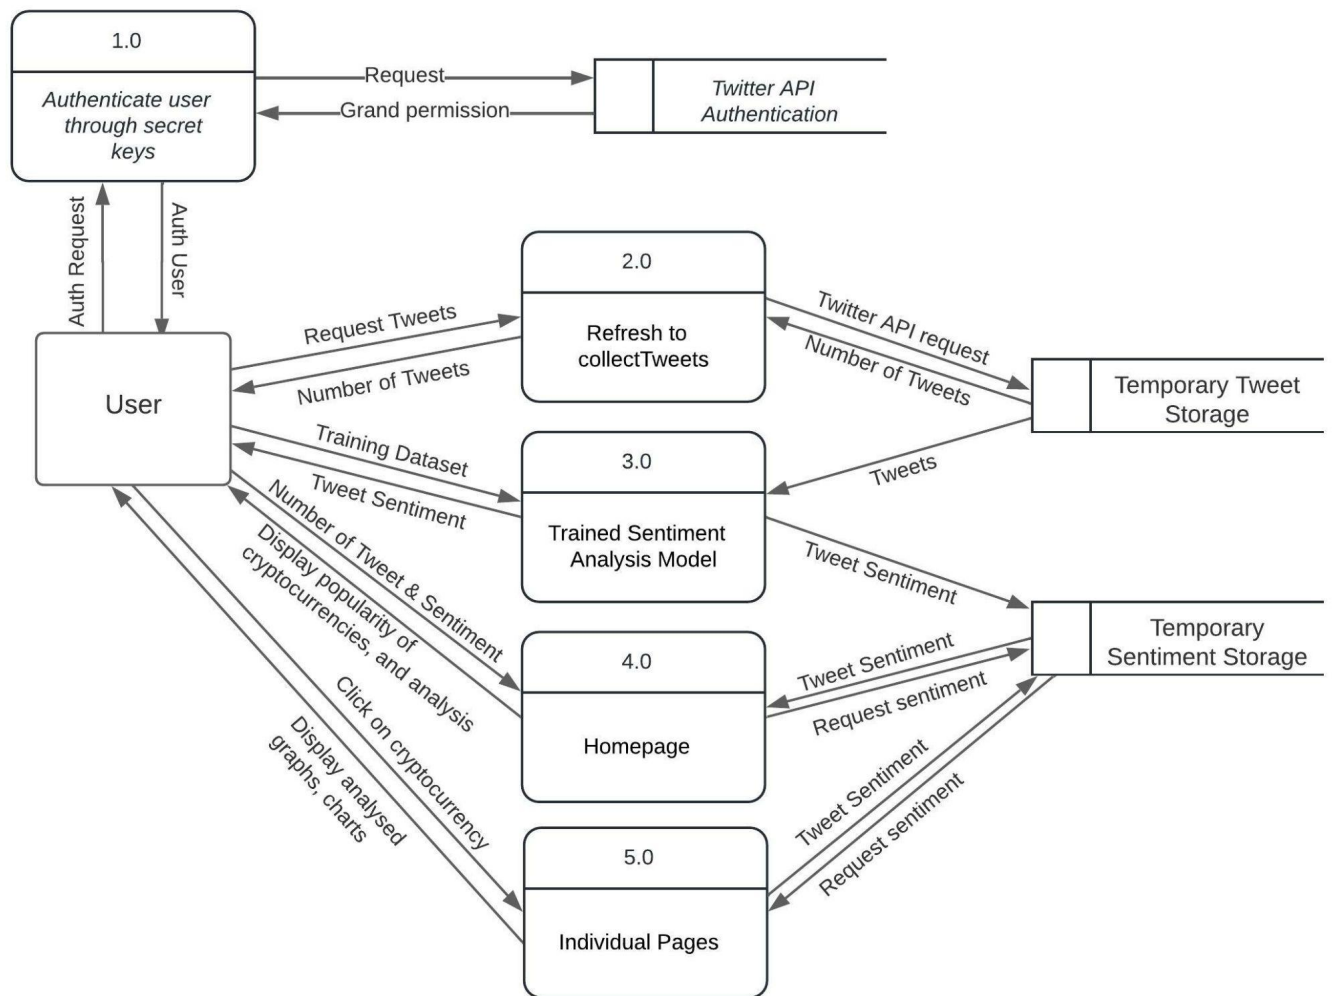 1.0
Authenticate user
through secret
keys
Request
Grand permission
Twitter API
Authentication
Auth Request
Auth User
User
2.0
Refresh to
collectTweets
Request Tweets
Number of Tweets
Twitter API request
Number of Tweets
Temporary Tweet
Storage
3.0
Trained Sentiment
Analysis Model
Training Dataset
Tweet Sentiment
Tweets
Tweet Sentiment
Temporary
Sentiment Storage
4.0
Homepage
Number of Tweet & Sentiment
Display popularity of
cryptocurrencies, and analysis
Tweet Sentiment
Request sentiment
5.0
Individual Pages
Click on cryptocurrency
Display analysed
graphs, charts
Tweet Sentiment
Request sentiment